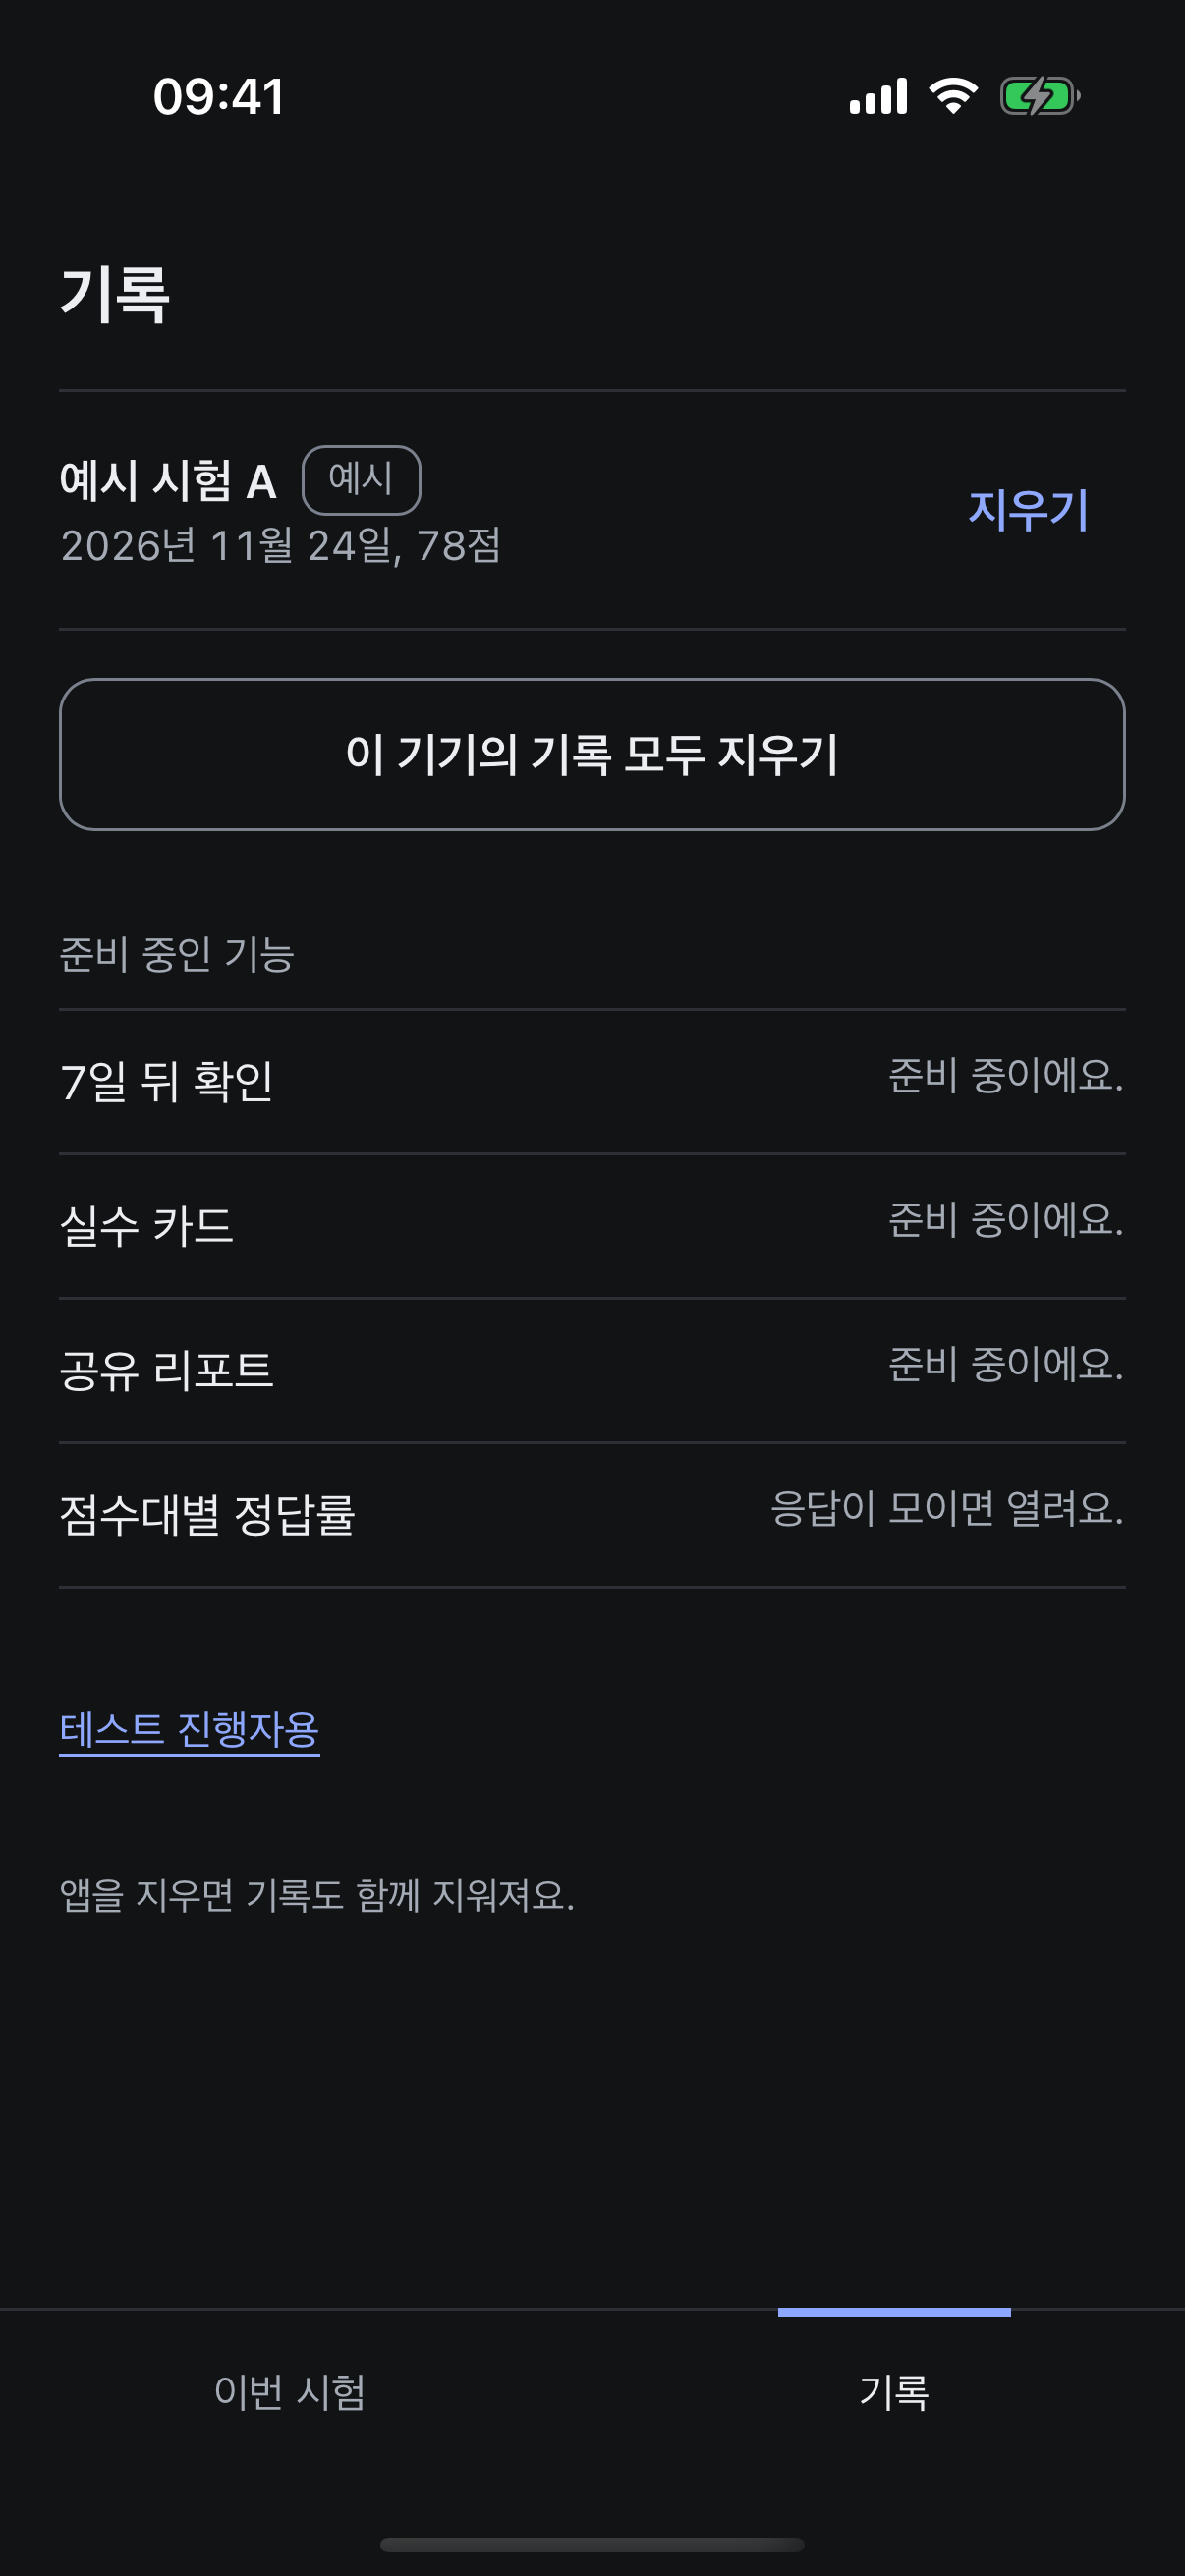 09:41
기록
예시 시험 A 예시
2026년 11월 24일, 78점
지우기
이 기기의 기록 모두 지우기
준비 중인 기능
7일 뒤 확인 준비 중이에요.
실수 카드 준비 중이에요.
공유 리포트 준비 중이에요.
점수대별 정답률 응답이 모이면 열려요.
테스트 진행자용
앱을 지우면 기록도 함께 지워져요.
이번 시험 기록